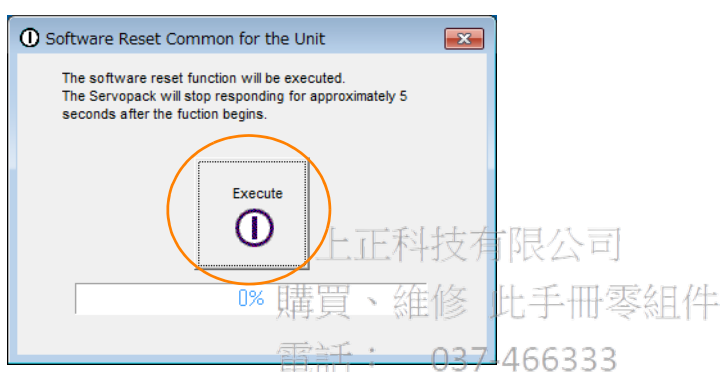 Software Reset Common for the Unit
The software reset function will be executed.
The Servopack will stop responding for approximately 5
seconds after the fuction begins.
Execute
上正科技有限公司
0%
購買、維修 此手冊零組件
電話： 037-466333